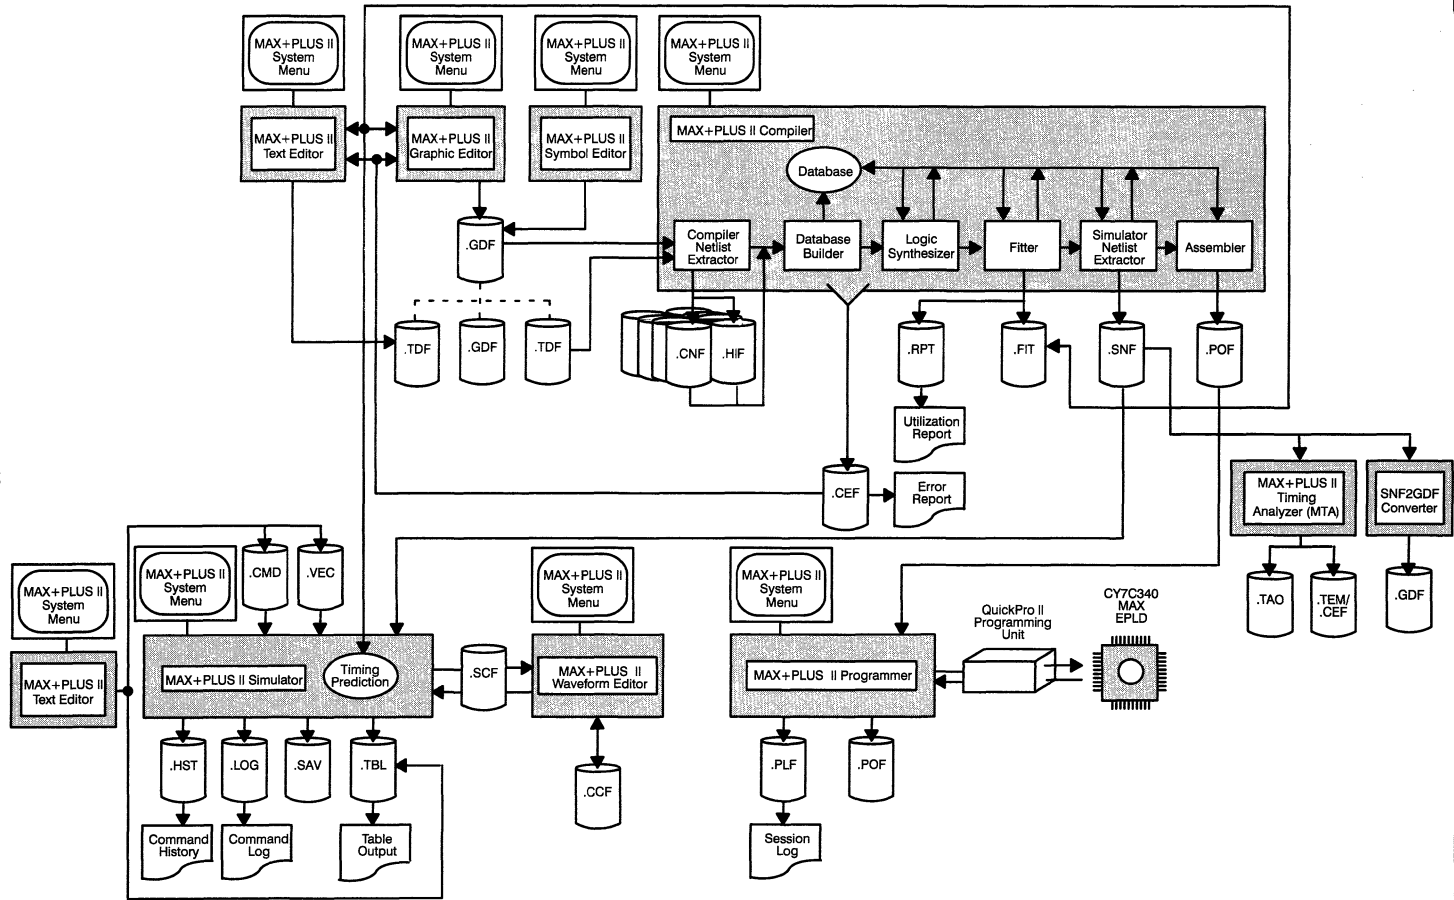 MAX+PLUS II
System
Menu
MAX+PLUS II
System
Menu
MAX+PLUS II
System
Menu
MAX+PLUS II
System
Menu
MAX+PLUS II
Text Editor
MAX+PLUS II
Graphic Editor
MAX+PLUS II
Symbol Editor
MAX+PLUS II Compiler
Database
Compiler
Netlist
Extractor
Database
Builder
Logic
Synthesizer
Fitter
Simulator
Netlist
Extractor
Assembler
.GDF
.TDF
.GDF
.TDF
.CNF
.HIF
.RPT
.FIT
.SNF
.POF
Utilization
Report
.CEF
Error
Report
MAX+PLUS II
Timing
Analyzer (MTA)
SNF2GDF
Converter
.TAO
.TEM/
.CEF
.GDF
MAX+PLUS II
System
Menu
MAX+PLUS II
Text Editor
MAX+PLUS II
System
Menu
.CMD
.VEC
MAX+PLUS II Simulator
Timing
Prediction
.SCF
MAX+PLUS II
System
Menu
MAX+PLUS II
Waveform Editor
.CCF
.HST
.LOG
.SAV
.TBL
Command
History
Command
Log
Table
Output
MAX+PLUS II
System
Menu
MAX+PLUS II Programmer
QuickPro II
Programming
Unit
CY7C340
MAX
EPLD
.PLF
.POF
Session
Log